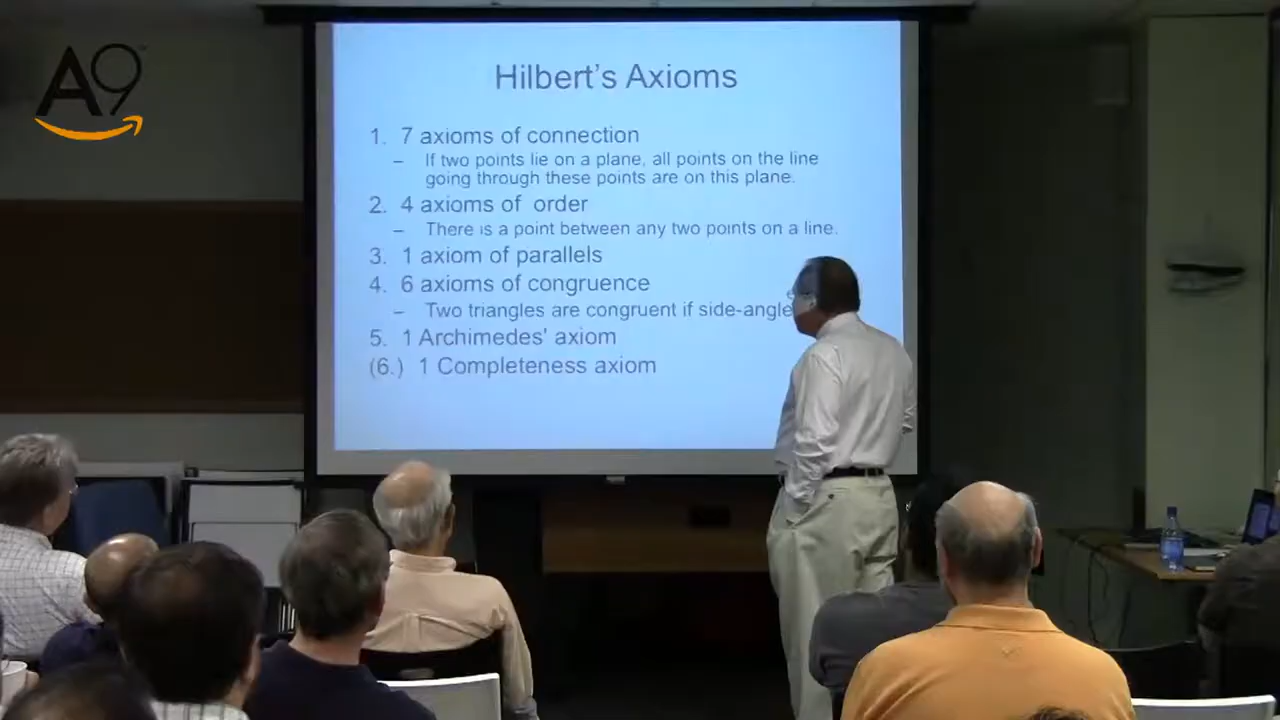 A9
Hilbert's Axioms
1. 7 axioms of connection
– If two points lie on a plane, all points on the line
going through these points are on this plane.
2. 4 axioms of order
– There is a point between any two points on a line.
3. 1 axiom of parallels
4. 6 axioms of congruence
– Two triangles are congruent if side-angle
5. 1 Archimedes' axiom
(6.) 1 Completeness axiom